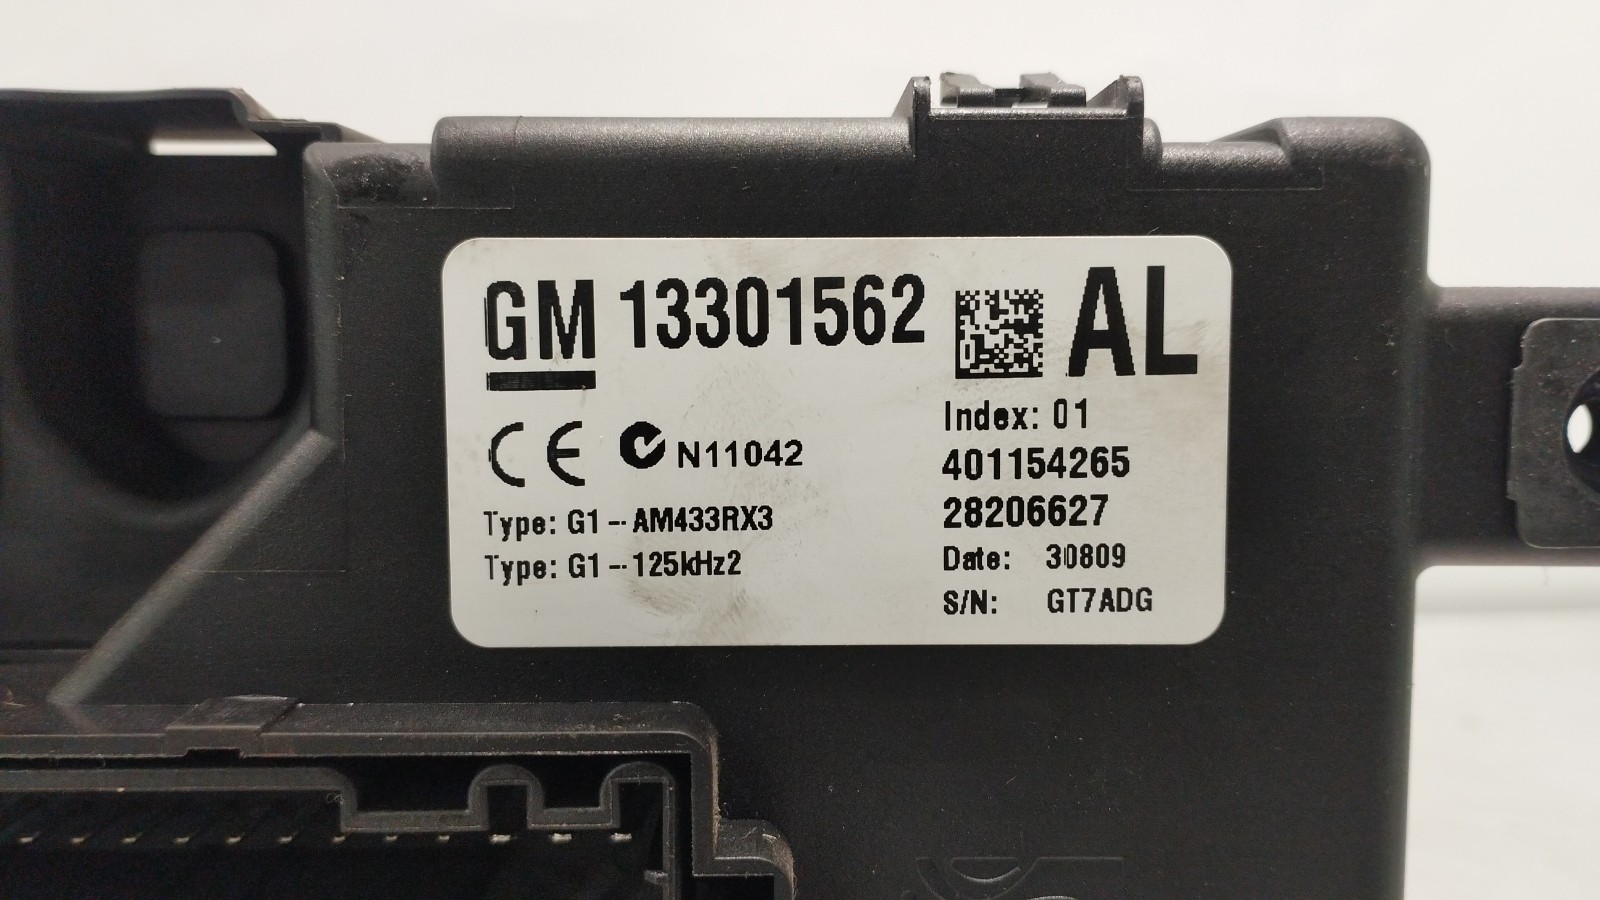 GM 13301562 AL
CE N11042
Type: G1--AM433RX3
Type: G1--125kHz2
Index: 01
401154265
28206627
Date: 30809
S/N: GT7ADG